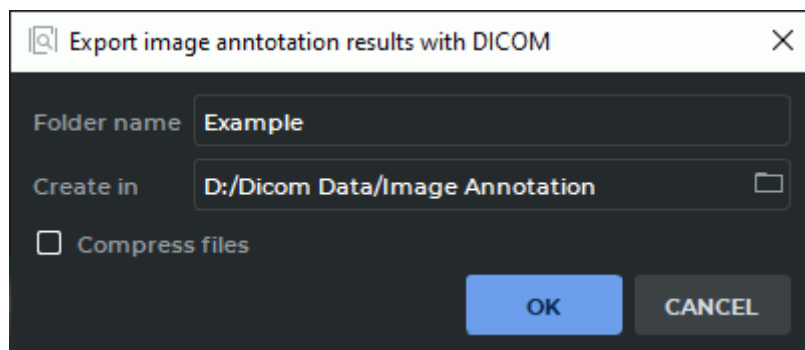 Export image anntotation results with DICOM
Folder name Example
Create in D:/Dicom Data/Image Annotation
Compress files
OK CANCEL